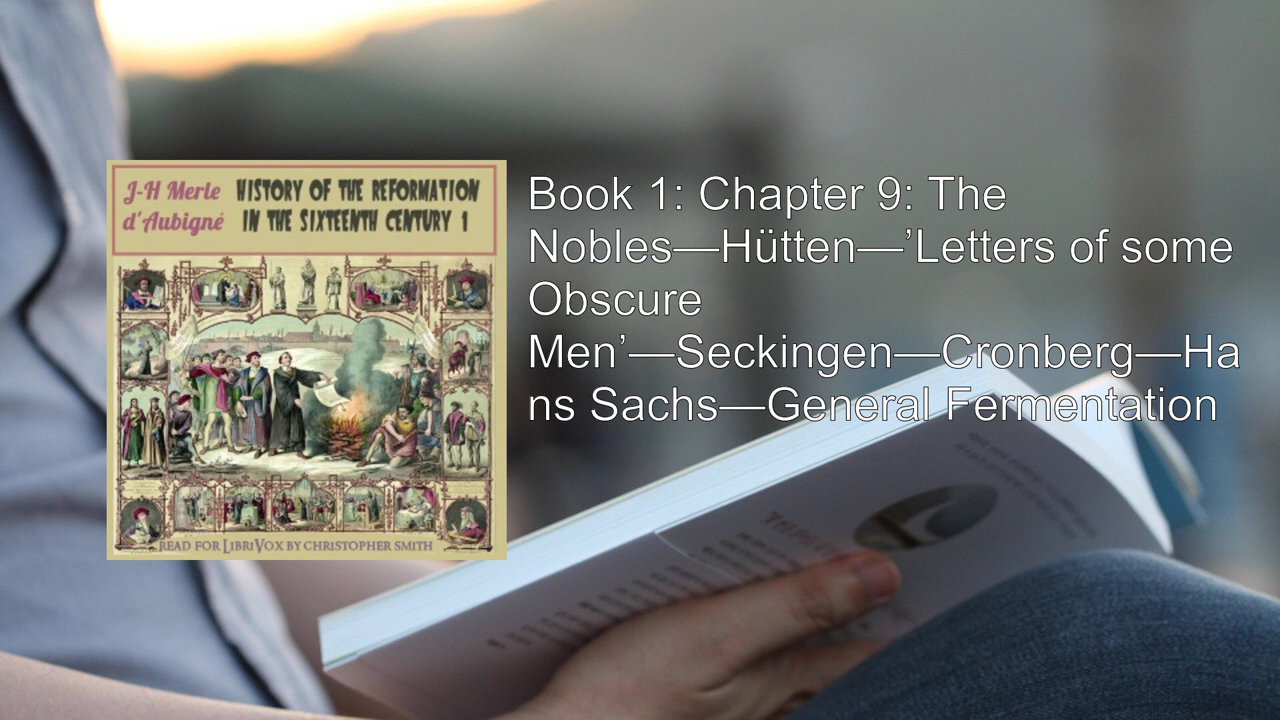 J-H Merle
d'Aubigné
HISTORY OF THE REFORMATION
IN THE SIXTEENTH CENTURY 1
READ FOR LIBRIVOX BY CHRISTOPHER SMITH
Book 1: Chapter 9: The
Nobles—Hütten—’Letters of some
Obscure
Men’—Seckingen—Cronberg—Ha
ns Sachs—General Fermentation